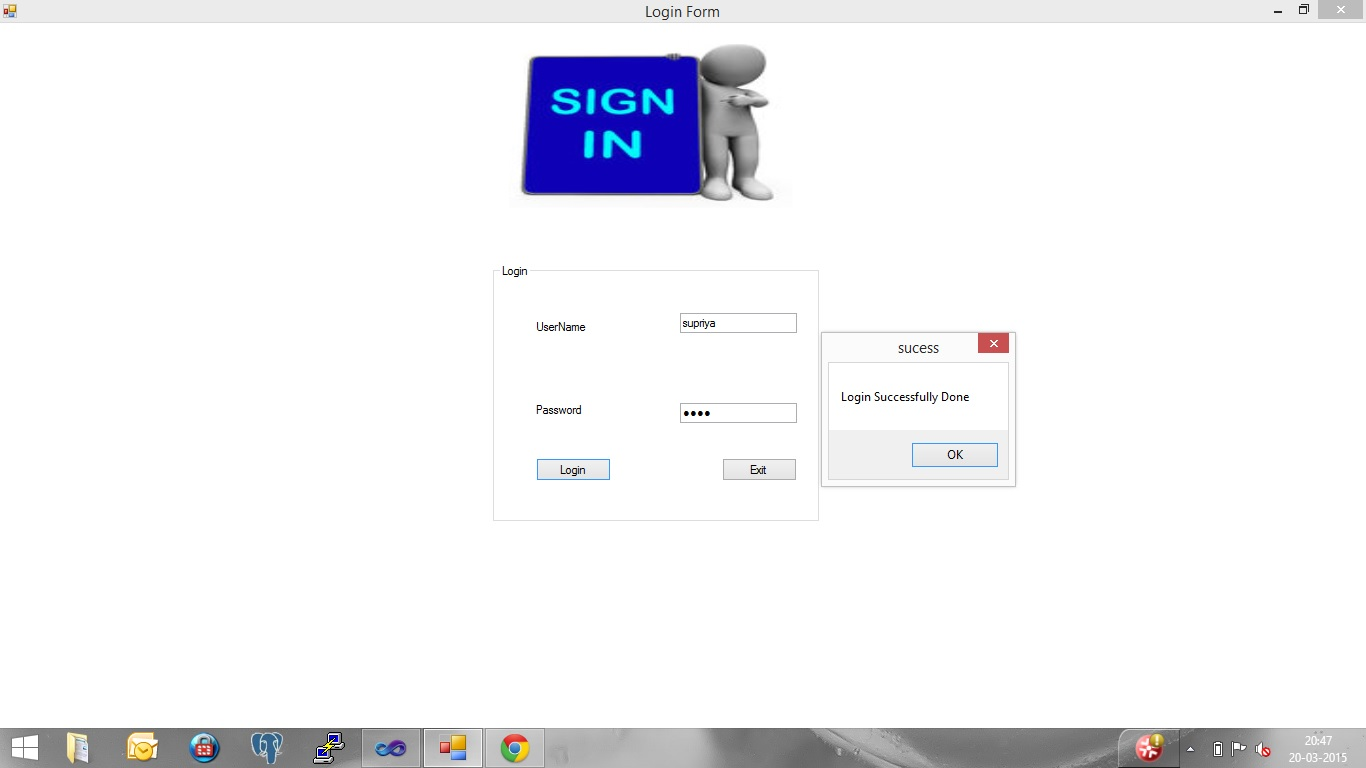 Login Form
SIGN
IN
Login
UserName
supriya
Password
Login
Exit
sucess
Login Successfully Done
OK
20:47
20-03-2015